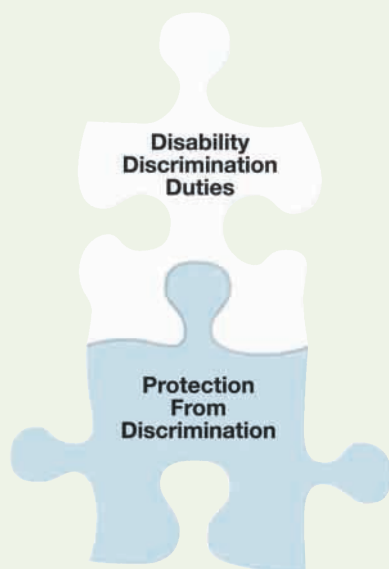 Disability
Discrimination
Duties
Protection
From
Discrimination